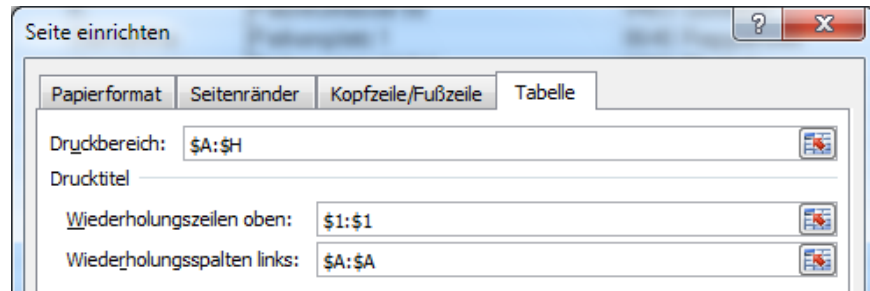 Seite einrichten
Papierformat Seitenränder Kopfzeile/Fußzeile Tabelle
Druckbereich: $A:$H
Drucktitel
Wiederholungszeilen oben: $1:$1
Wiederholungsspalten links: $A:$A